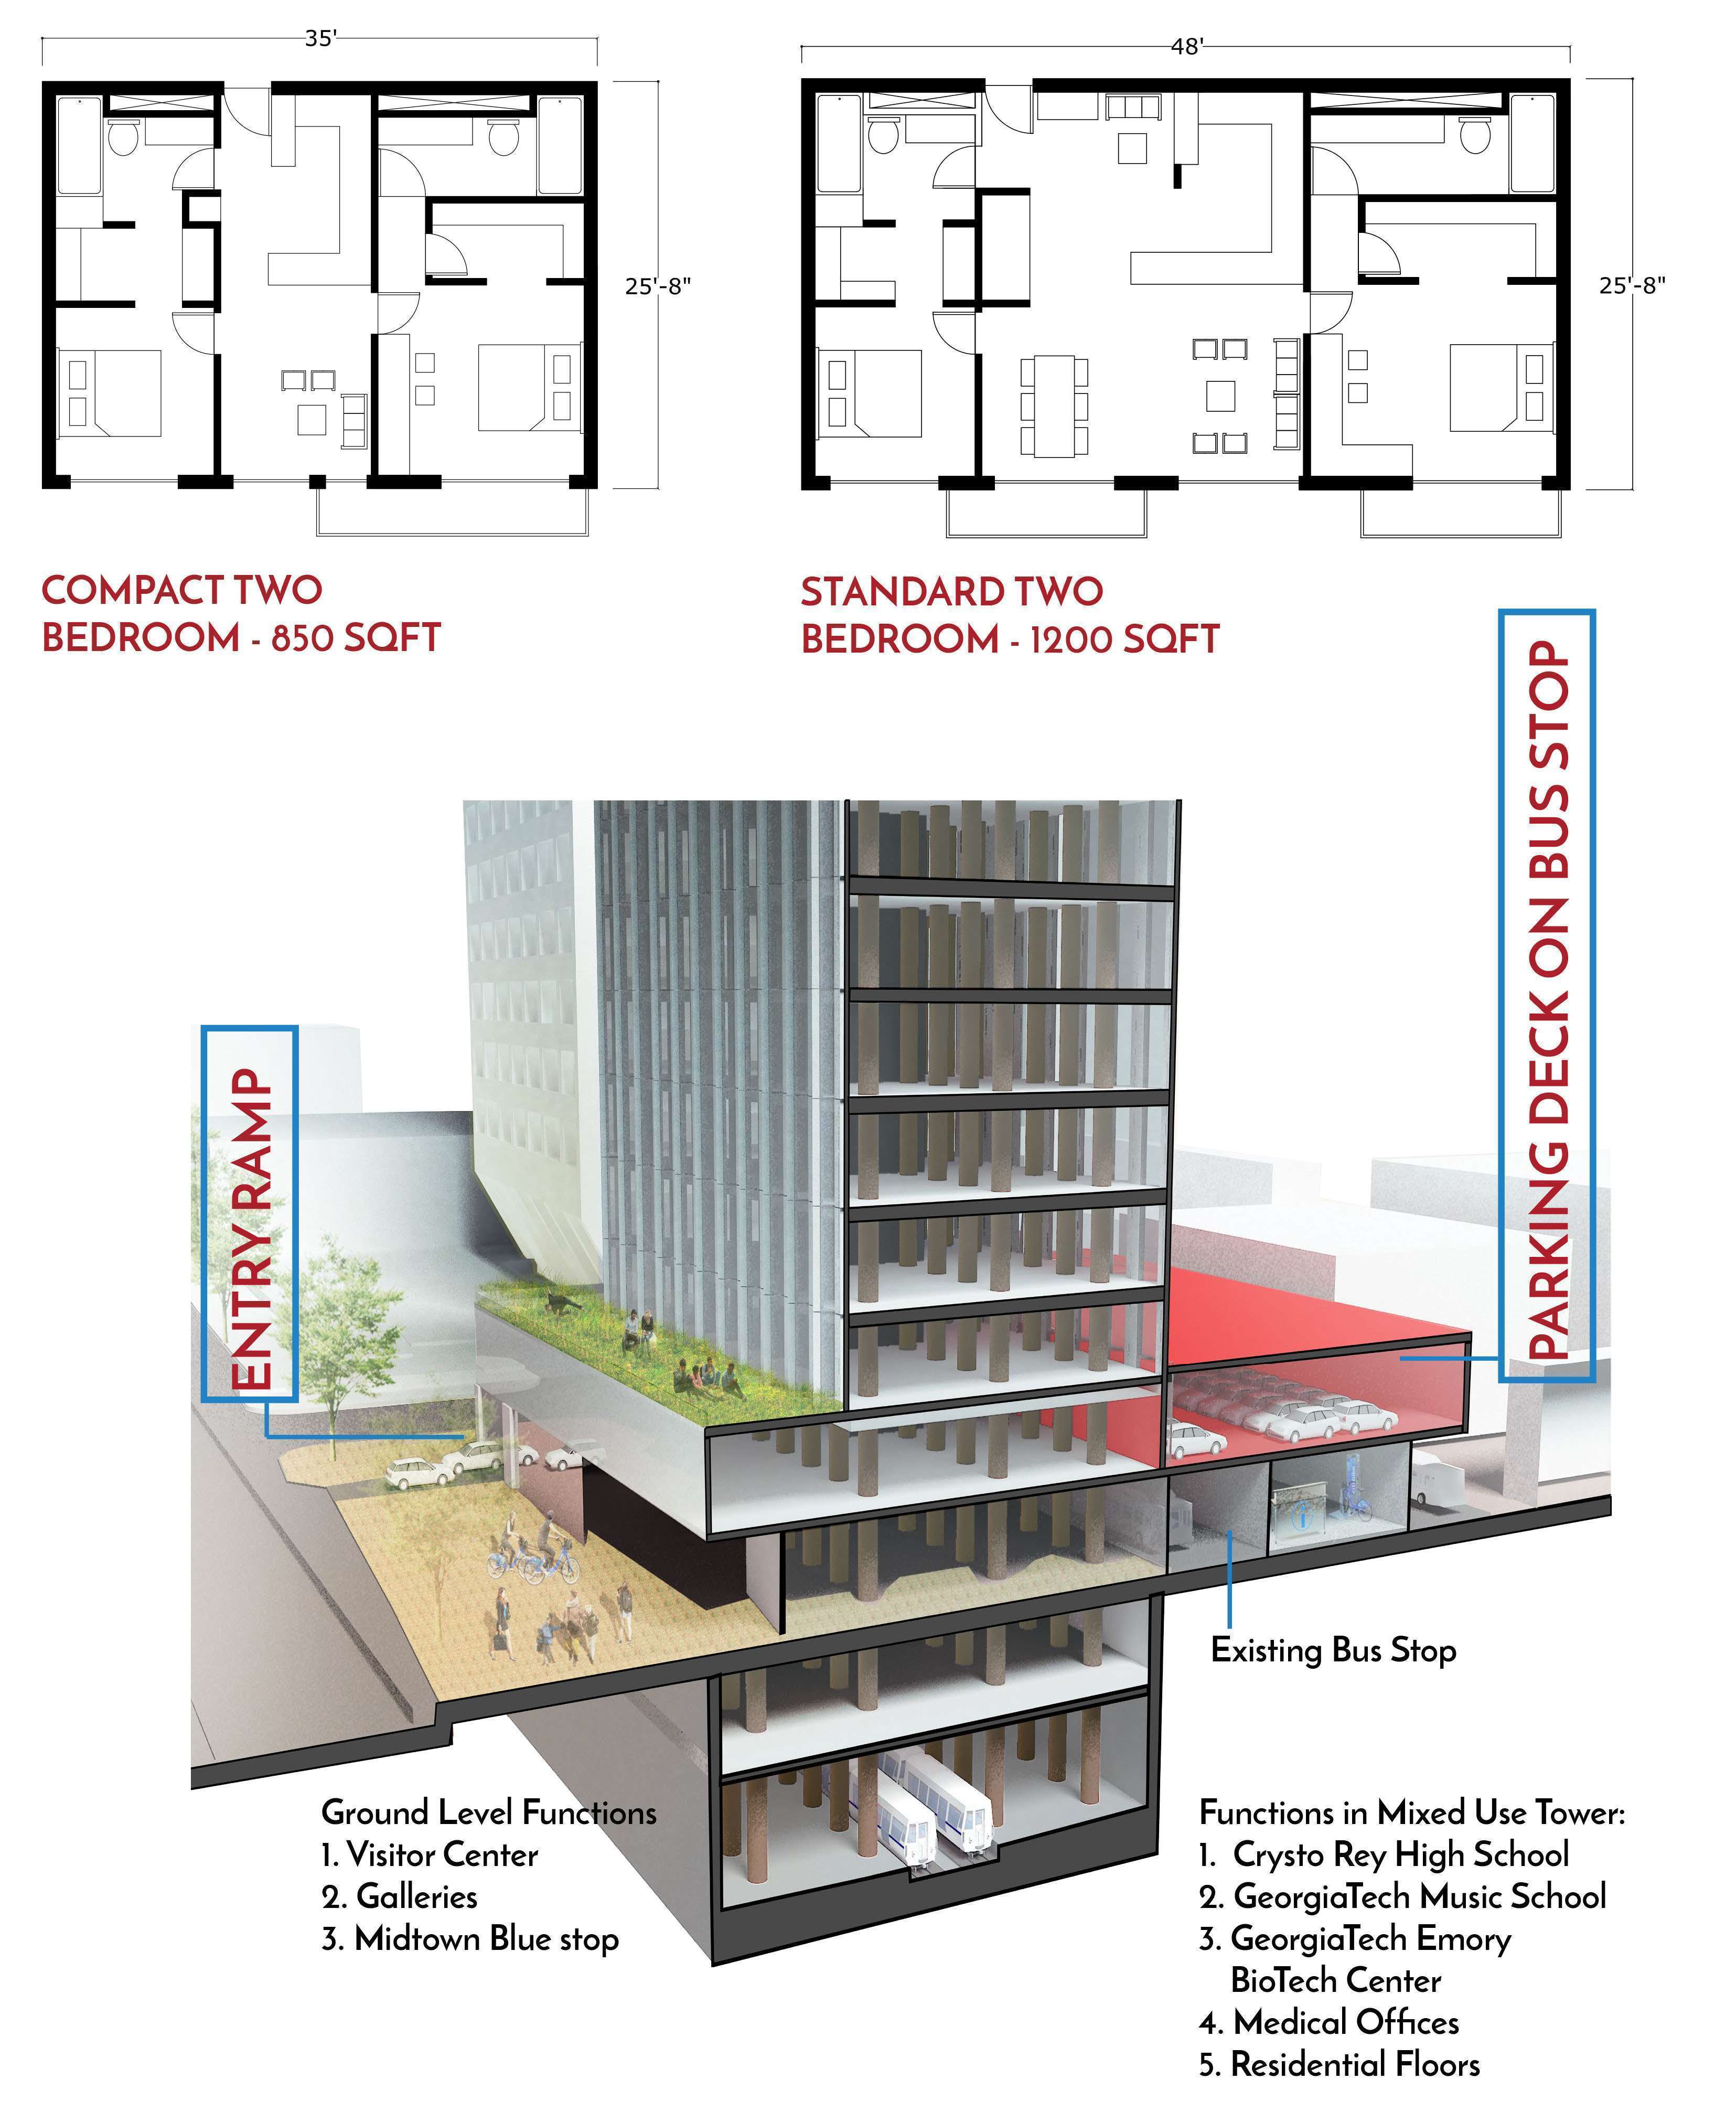 35'
48'
25'-8"
25'-8"
COMPACT TWO
BEDROOM - 850 SQFT
STANDARD TWO
BEDROOM - 1200 SQFT
PARKING DECK ON BUS STOP
ENTRY RAMP
Existing Bus Stop
Ground Level Functions
1. Visitor Center
2. Galleries
3. Midtown Blue stop
Functions in Mixed Use Tower:
1. Crysto Rey High School
2. GeorgiaTech Music School
3. GeorgiaTech Emory
BioTech Center
4. Medical Offices
5. Residential Floors